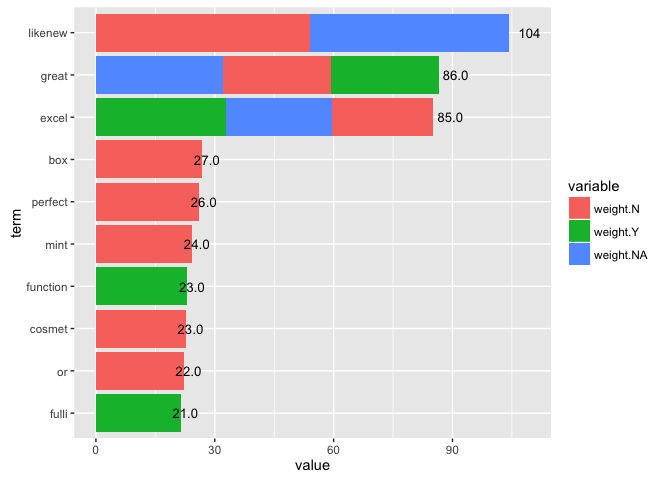 likenew 104
great 86.0
excel 85.0
box 27.0
perfect 26.0
mint 24.0
function 23.0
cosmet 23.0
or 22.0
fulli 21.0
term
0 30 60 90
value
variable
weight.N
weight.Y
weight.NA